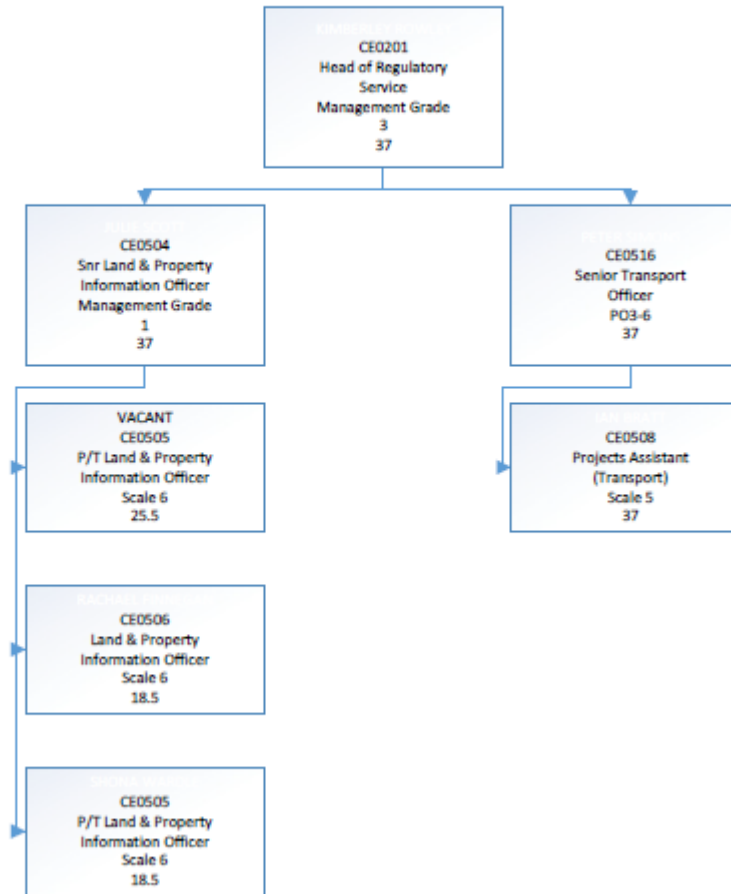 CE0201
Head of Regulatory
Service
Management Grade
3
37
CE0504
Snr Land & Property
Information Officer
Management Grade
1
37
CE0516
Senior Transport
Officer
PO3-6
37
VACANT
CE0505
P/T Land & Property
Information Officer
Scale 6
25.5
CE0508
Projects Assistant
(Transport)
Scale 5
37
CE0506
Land & Property
Information Officer
Scale 6
18.5
CE0505
P/T Land & Property
Information Officer
Scale 6
18.5